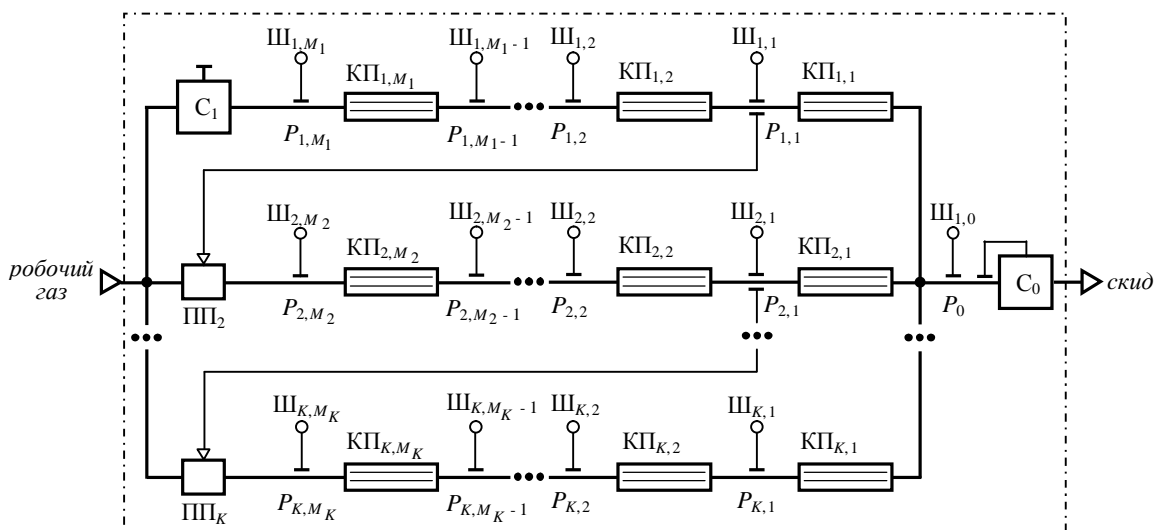 Ш1,M1 Ш1,M1-1 Ш1,2 Ш1,1
КП1,M1 КП1,2 КП1,1
С1
P1,M1 P1,M1-1 P1,2 P1,1
Ш2,M2 Ш2,M2-1 Ш2,2 Ш2,1 Ш1,0
КП2,M2 КП2,2 КП2,1
робочий
газ
С0
скид
ПП2
P2,M2 P2,M2-1 P2,2 P2,1 P0
ШK,MK ШK,MK-1 ШK,2 ШK,1
КПK,MK КПK,2 КПK,1
ППK
PK,MK PK,MK-1 PK,2 PK,1